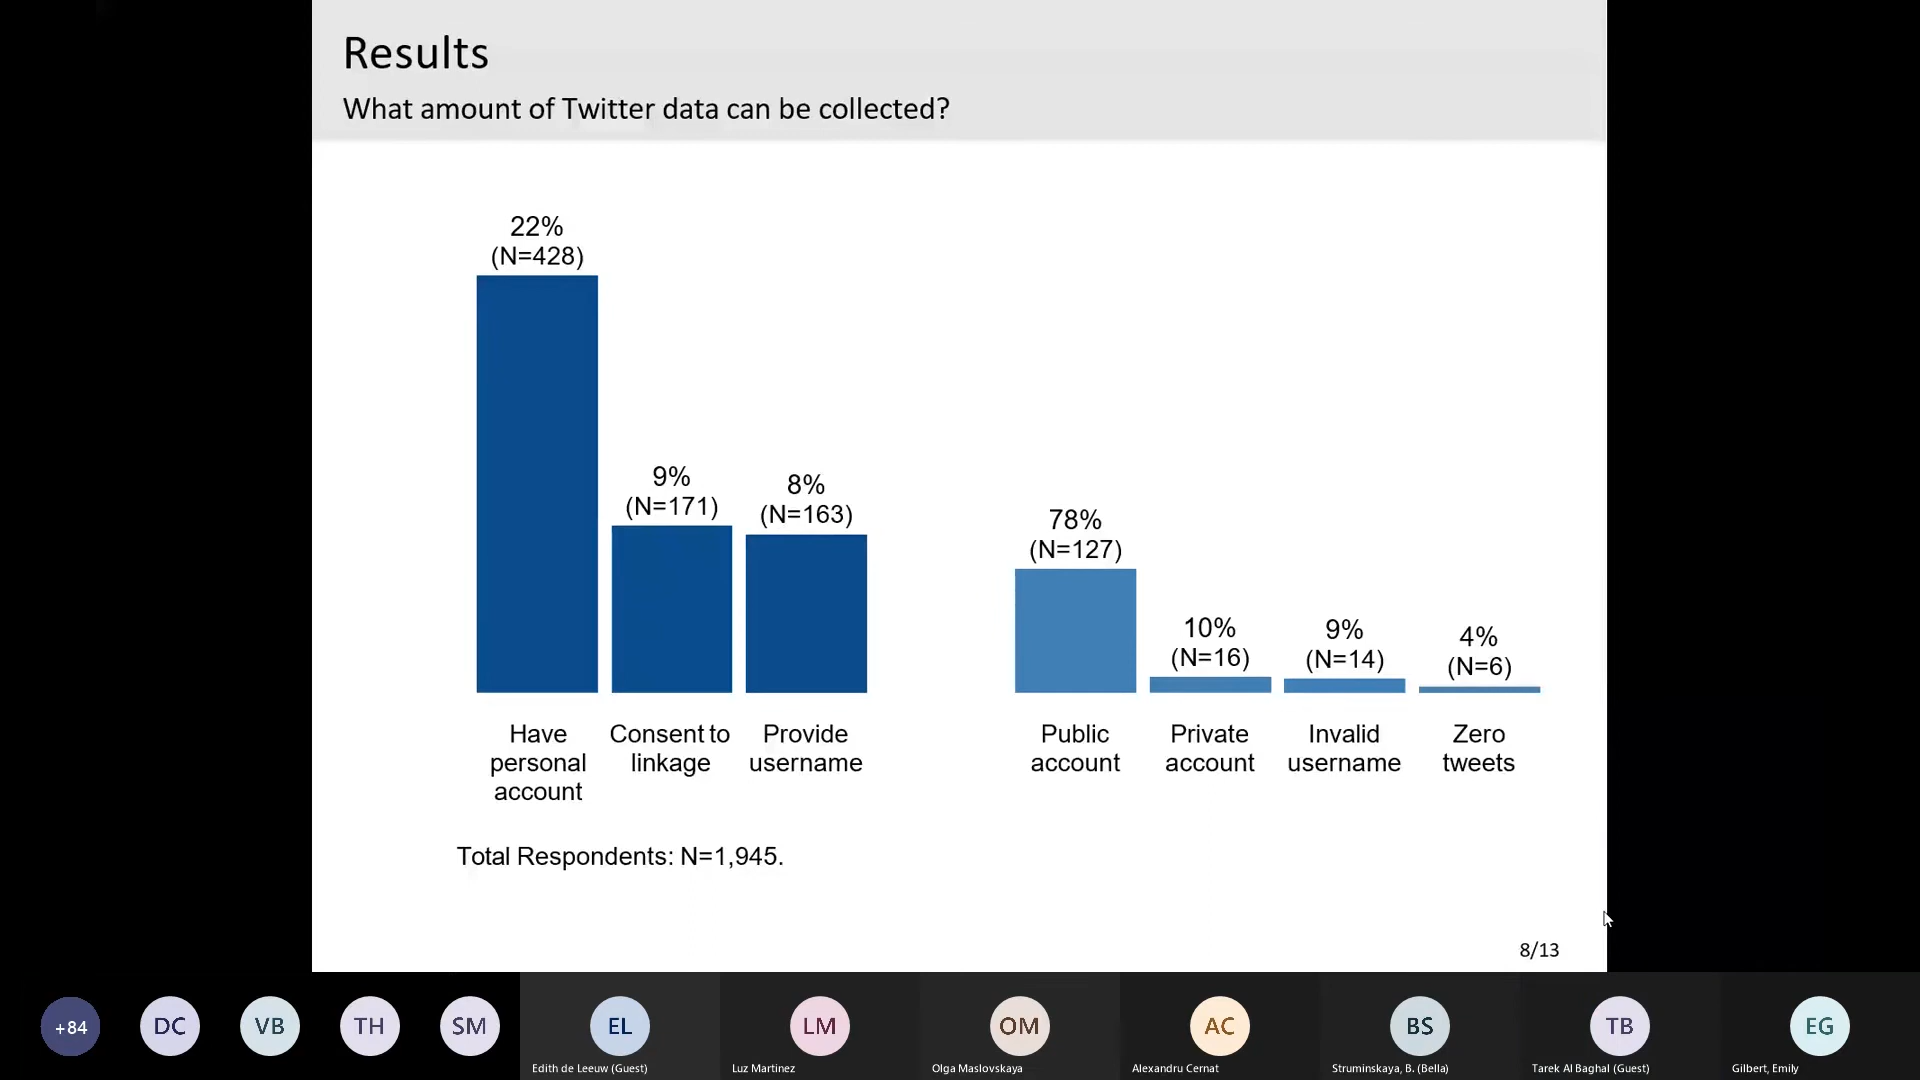 Results
What amount of Twitter data can be collected?
22%
(N=428)
9%
(N=171)
8%
(N=163)
78%
(N=127)
10%
(N=16)
9%
(N=14)
4%
(N=6)
Have
personal
account
Consent to
linkage
Provide
username
Public
account
Private
account
Invalid
username
Zero
tweets
Total Respondents: N=1,945.
8/13
+84
DC
VB
TH
SM
EL
Edith de Leeuw (Guest)
LM
Luz Martinez
OM
Olga Maslovskaya
AC
Alexandru Cernat
BS
Struminskaya, B. (Bella)
TB
Tarek Al Baghal (Guest)
EG
Gilbert, Emily